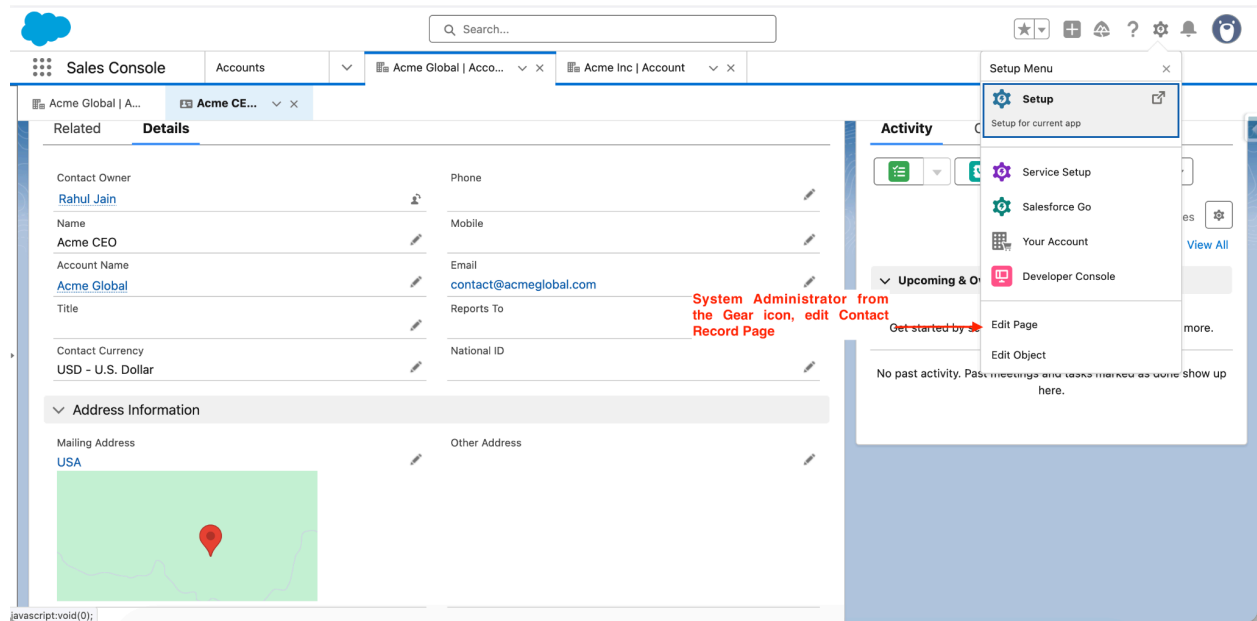 Search...
Sales Console
Accounts
Acme Global | Acco...
Acme Inc | Account
Setup Menu
Acme Global | A...
Acme CE...
Setup
Setup for current app
Related
Details
Activity
Contact Owner
Rahul Jain
Phone
Service Setup
Name
Acme CEO
Mobile
Salesforce Go
Your Account
View All
Account Name
Acme Global
Email
contact@acmeglobal.com
Upcoming & O
Developer Console
System Administrator from
the Gear icon, edit Contact
Record Page
Title
Reports To
Get started by se
more.
Edit Page
Contact Currency
USD - U.S. Dollar
National ID
Edit Object
No past activity. Past meetings and tasks marked as done show up
here.
Address Information
Mailing Address
USA
Other Address
javascript:void(0);